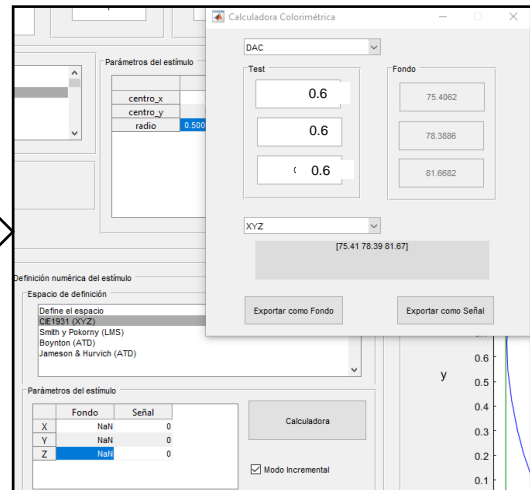 Calculadora Colorimétrica
DAC
Test
Fondo
0.6
75.4062
0.6
78.3886
0.6
81.6682
XYZ
[75.41 78.39 81.67]
Exportar como Fondo
Exportar como Señal
Parámetros del estímulo
centro_x
centro_y
radio
0.500
Definición numérica del estímulo
Espacio de definición
Define el espacio
CIE1931 (XYZ)
Smith y Pokorny (LMS)
Boynton (ATD)
Jameson & Hurvich (ATD)
Parámetros del estímulo
Fondo Señal
X NaN 0
Y NaN 0
Z NaN 0
Calculadora
Modo Incremental
y
0.6
0.5
0.4
0.3
0.2
0.1